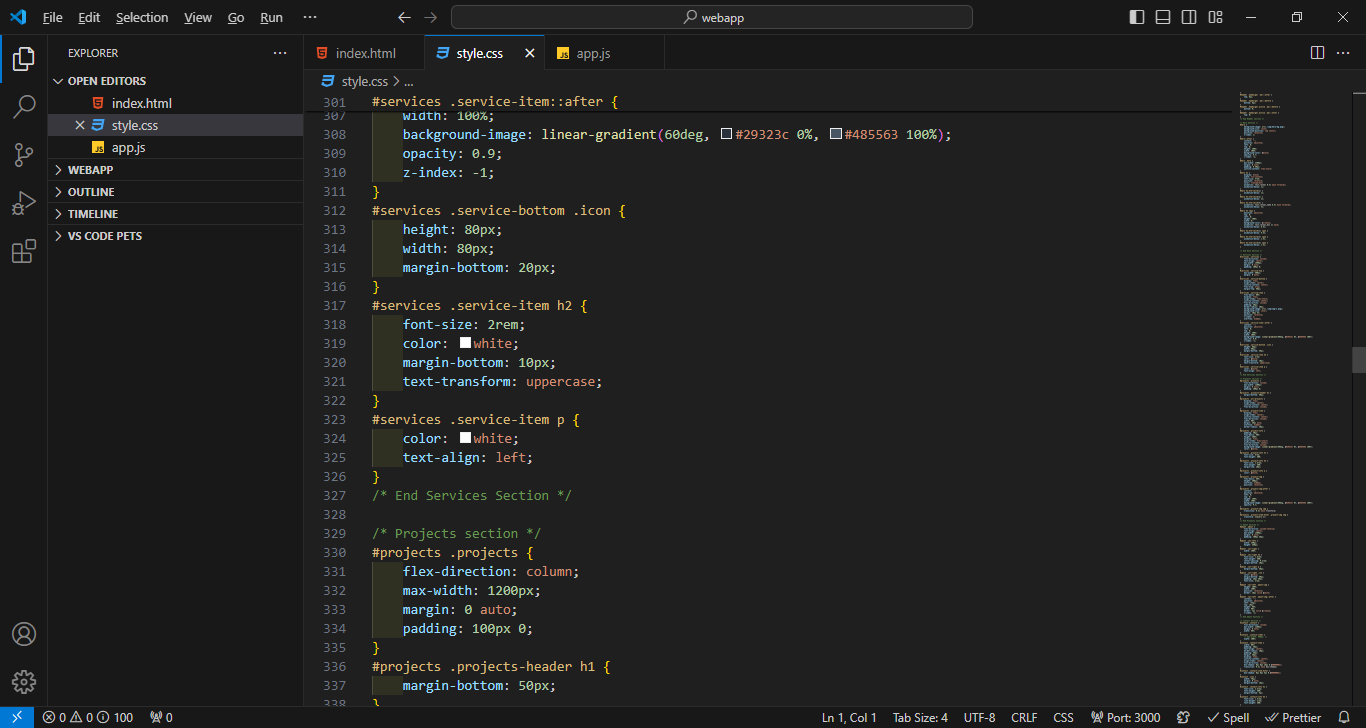 File Edit Selection View Go Run ··· webapp
EXPLORER ···
OPEN EDITORS
index.html
style.css
app.js
WEBAPP
OUTLINE
TIMELINE
VS CODE PETS
index.html style.css JS app.js ···
style.css > ...
301 #services .service-item::after {
307 width: 100%;
308 background-image: linear-gradient(60deg, #29323c 0%, #485563 100%);
309 opacity: 0.9;
310 z-index: -1;
311 }
312 #services .service-bottom .icon {
313 height: 80px;
314 width: 80px;
315 margin-bottom: 20px;
316 }
317 #services .service-item h2 {
318 font-size: 2rem;
319 color: white;
320 margin-bottom: 10px;
321 text-transform: uppercase;
322 }
323 #services .service-item p {
324 color: white;
325 text-align: left;
326 }
327 /* End Services Section */
328
329 /* Projects section */
330 #projects .projects {
331 flex-direction: column;
332 max-width: 1200px;
333 margin: 0 auto;
334 padding: 100px 0;
335 }
336 #projects .projects-header h1 {
337 margin-bottom: 50px;
338 }
0 0 100 0 Ln 1, Col 1 Tab Size: 4 UTF-8 CRLF CSS Port: 3000 Spell Prettier